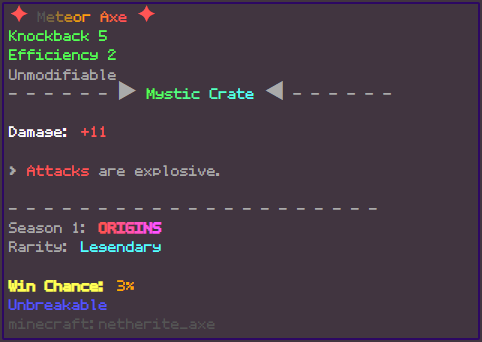 ✦ Meteor Axe ✦
Knockback 5
Efficiency 2
Unmodifiable
- - - - - - ▶ Mystic Crate ◀ - - - - - -
Damage: +11
> Attacks are explosive.
- - - - - - - - - - - - - - - - - - - - - -
Season 1: ORIGINS
Rarity: Legendary
Win Chance: 3%
Unbreakable
minecraft:netherite_axe